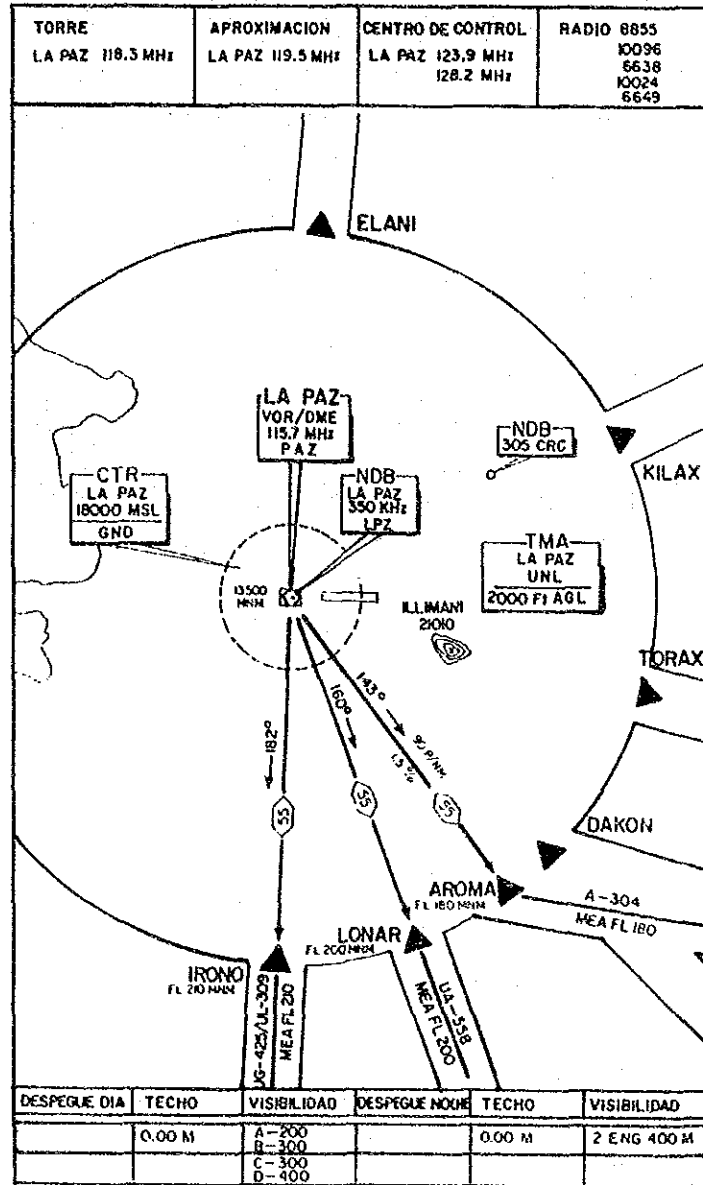 TORRE
LA PAZ 118.3 MHz
APROXIMACION
LA PAZ 119.5 MHz
CENTRO DE CONTROL
LA PAZ 123.9 MHz
128.2 MHz
RADIO 8855
10096
6638
10024
6649
ELANI
LA PAZ
VOR/DME
115.7 MHz
PAZ
NDB
305 CRC
KILAX
CTR
LA PAZ
18000 MSL
GND
NDB
LA PAZ
350 KHz
LPZ
TMA
LA PAZ
UNL
2000 Ft AGL
13500
MNM
ILLIMANI
21010
TORAX
182°
160°
143°
90 P/NM
1.5 %
55
55
55
DAKON
AROMA
FL 180 MNM
A-304
MEA FL 180
LONAR
FL 200 MNM
IRONO
FL 210 MNM
UG-425/UL-309
MEA FL 210
UA-558
MEA FL 200
DESPEGUE DIA
TECHO
VISIBILIDAD
DESPEGUE NOCHE
TECHO
VISIBILIDAD
0.00 M
A-200
B-300
C-300
D-400
0.00 M
2 ENG 400 M